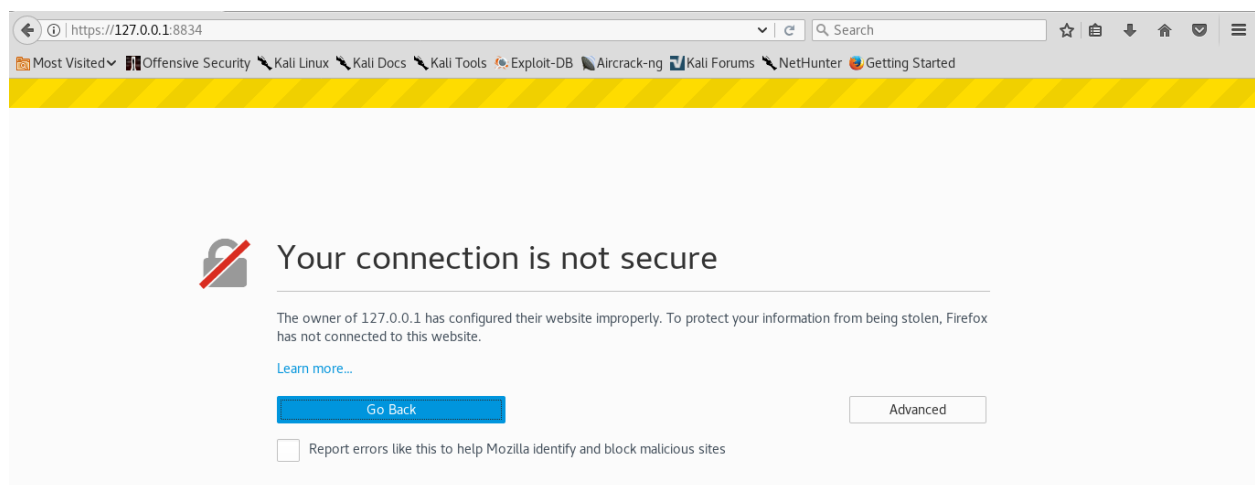 https://127.0.0.1:8834 Search
Most Visited Offensive Security Kali Linux Kali Docs Kali Tools Exploit-DB Aircrack-ng Kali Forums NetHunter Getting Started
Your connection is not secure
The owner of 127.0.0.1 has configured their website improperly. To protect your information from being stolen, Firefox
has not connected to this website.
Learn more...
Go Back Advanced
Report errors like this to help Mozilla identify and block malicious sites